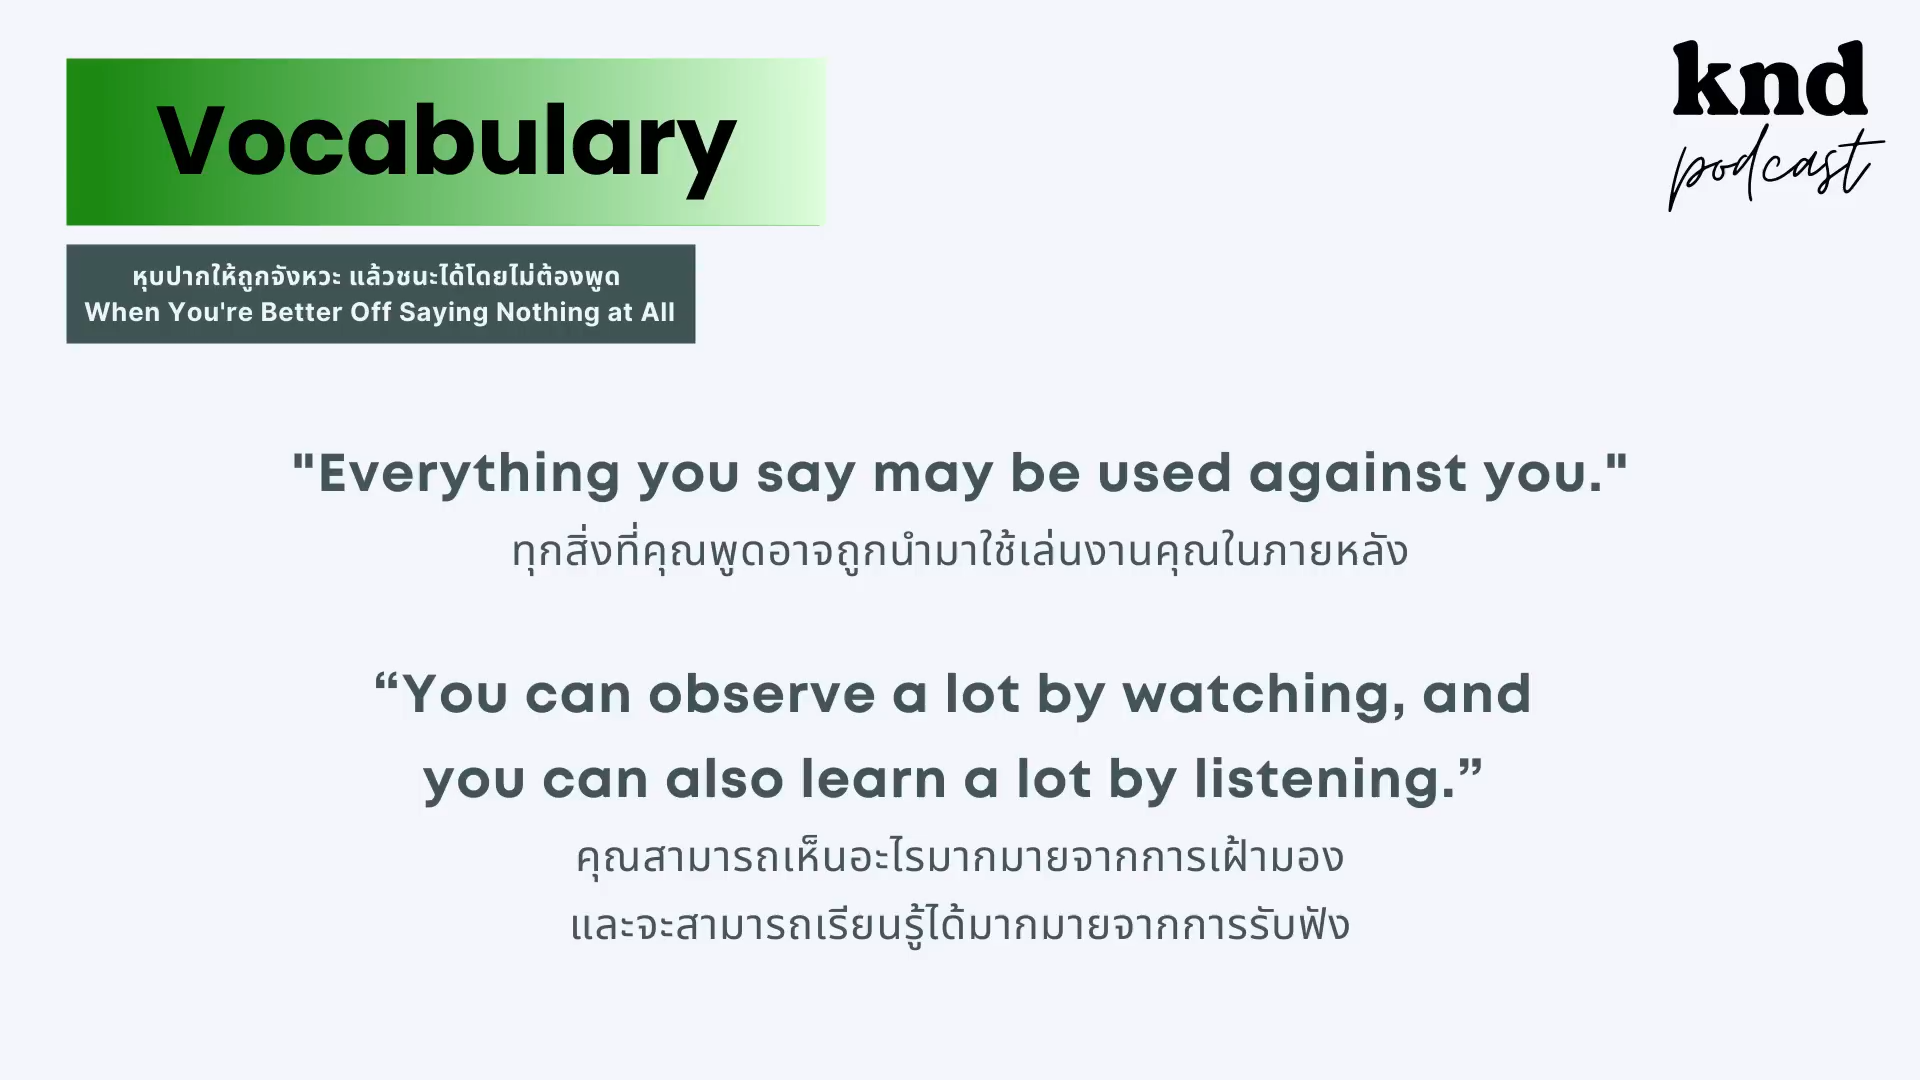 Vocabulary
knd
podcast
หุบปากให้ถูกจังหวะ แล้วชนะได้โดยไม่ต้องพูด
When You're Better Off Saying Nothing at All
"Everything you say may be used against you."
ทุกสิ่งที่คุณพูดอาจถูกนำมาใช้เล่นงานคุณในภายหลัง
“You can observe a lot by watching, and
you can also learn a lot by listening.”
คุณสามารถเห็นอะไรมากมายจากการเฝ้ามอง
และจะสามารถเรียนรู้ได้มากมายจากการรับฟัง